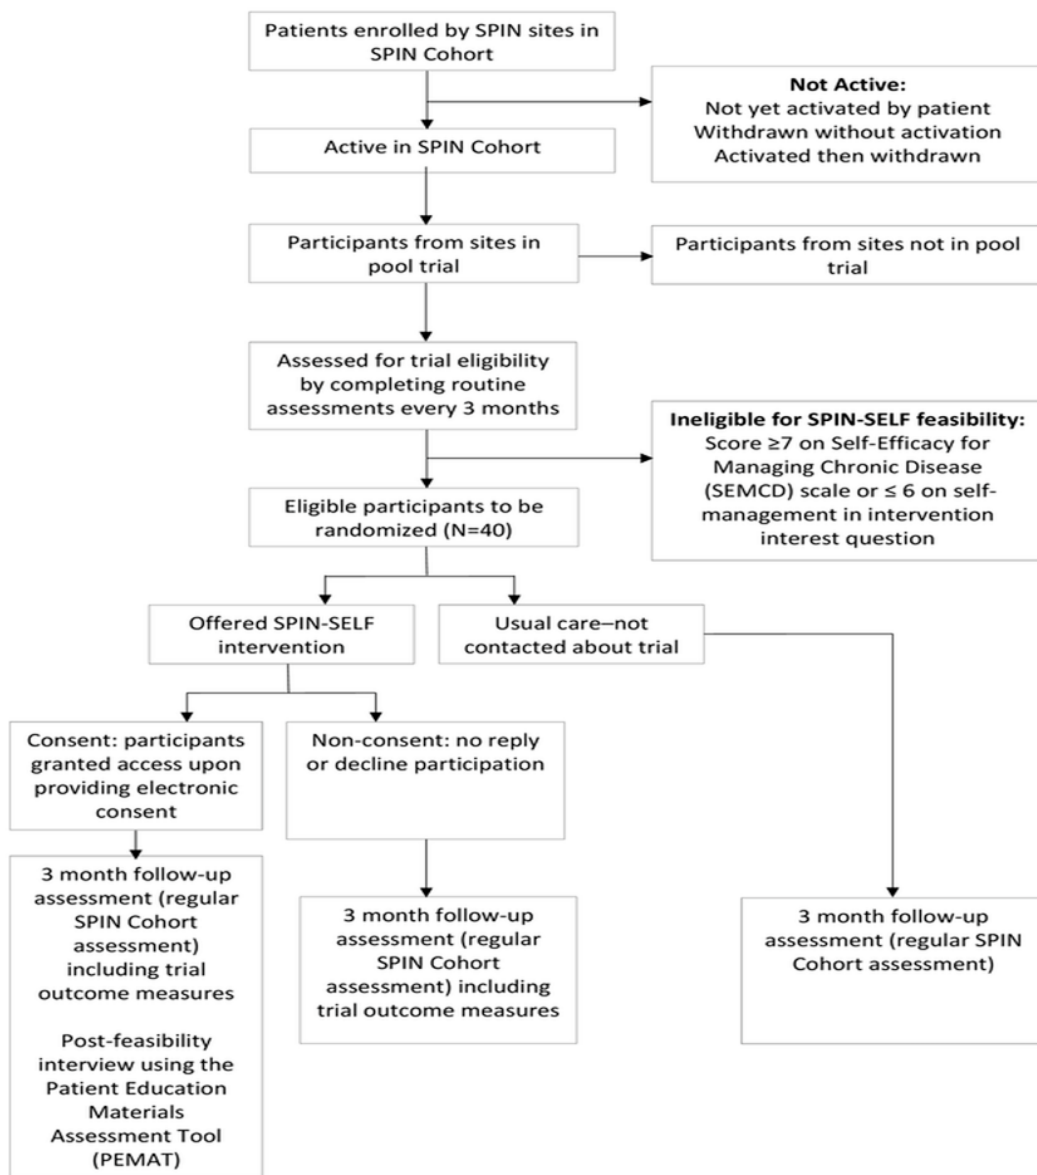 Patients enrolled by SPIN sites in
SPIN Cohort
Not Active:
Not yet activated by patient
Withdrawn without activation
Activated then withdrawn
Active in SPIN Cohort
Participants from sites in
pool trial
Participants from sites not in pool
trial
Assessed for trial eligibility
by completing routine
assessments every 3 months
Ineligible for SPIN-SELF feasibility:
Score ≥7 on Self-Efficacy for
Managing Chronic Disease
(SEMCD) scale or ≤ 6 on self-
management in intervention
interest question
Eligible participants to be
randomized (N=40)
Offered SPIN-SELF
intervention
Usual care–not
contacted about trial
Consent: participants
granted access upon
providing electronic
consent
Non-consent: no reply
or decline participation
3 month follow-up
assessment (regular
SPIN Cohort
assessment)
including trial
outcome measures
Post-feasibility
interview using the
Patient Education
Materials
Assessment Tool
(PEMAT)
3 month follow-up
assessment (regular
SPIN Cohort
assessment) including
trial outcome measures
3 month follow-up
assessment (regular SPIN
Cohort assessment)